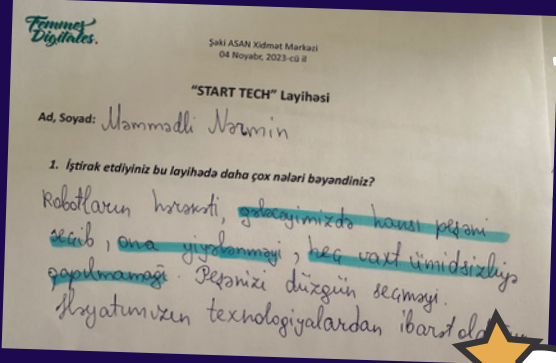 Femmes
Digitales.
Şəki ASAN Xidmət Mərkəzi
04 Noyabr, 2023-cü il
“START TECH” Layihəsi
Ad, Soyad: Məmmədli Nərmin
1. İştirak etdiyiniz bu layihədə daha çox nələri bəyəndiniz?
Robotların hərəkəti, gələcəyimizdə hansı peşəni
seçib, ona yiyələnməyi, heç vaxt ümidsizliyə
qapılmamağı. Peşənizi düzgün seçməyi.
Həyatımızın texnologiyalardan ibarət